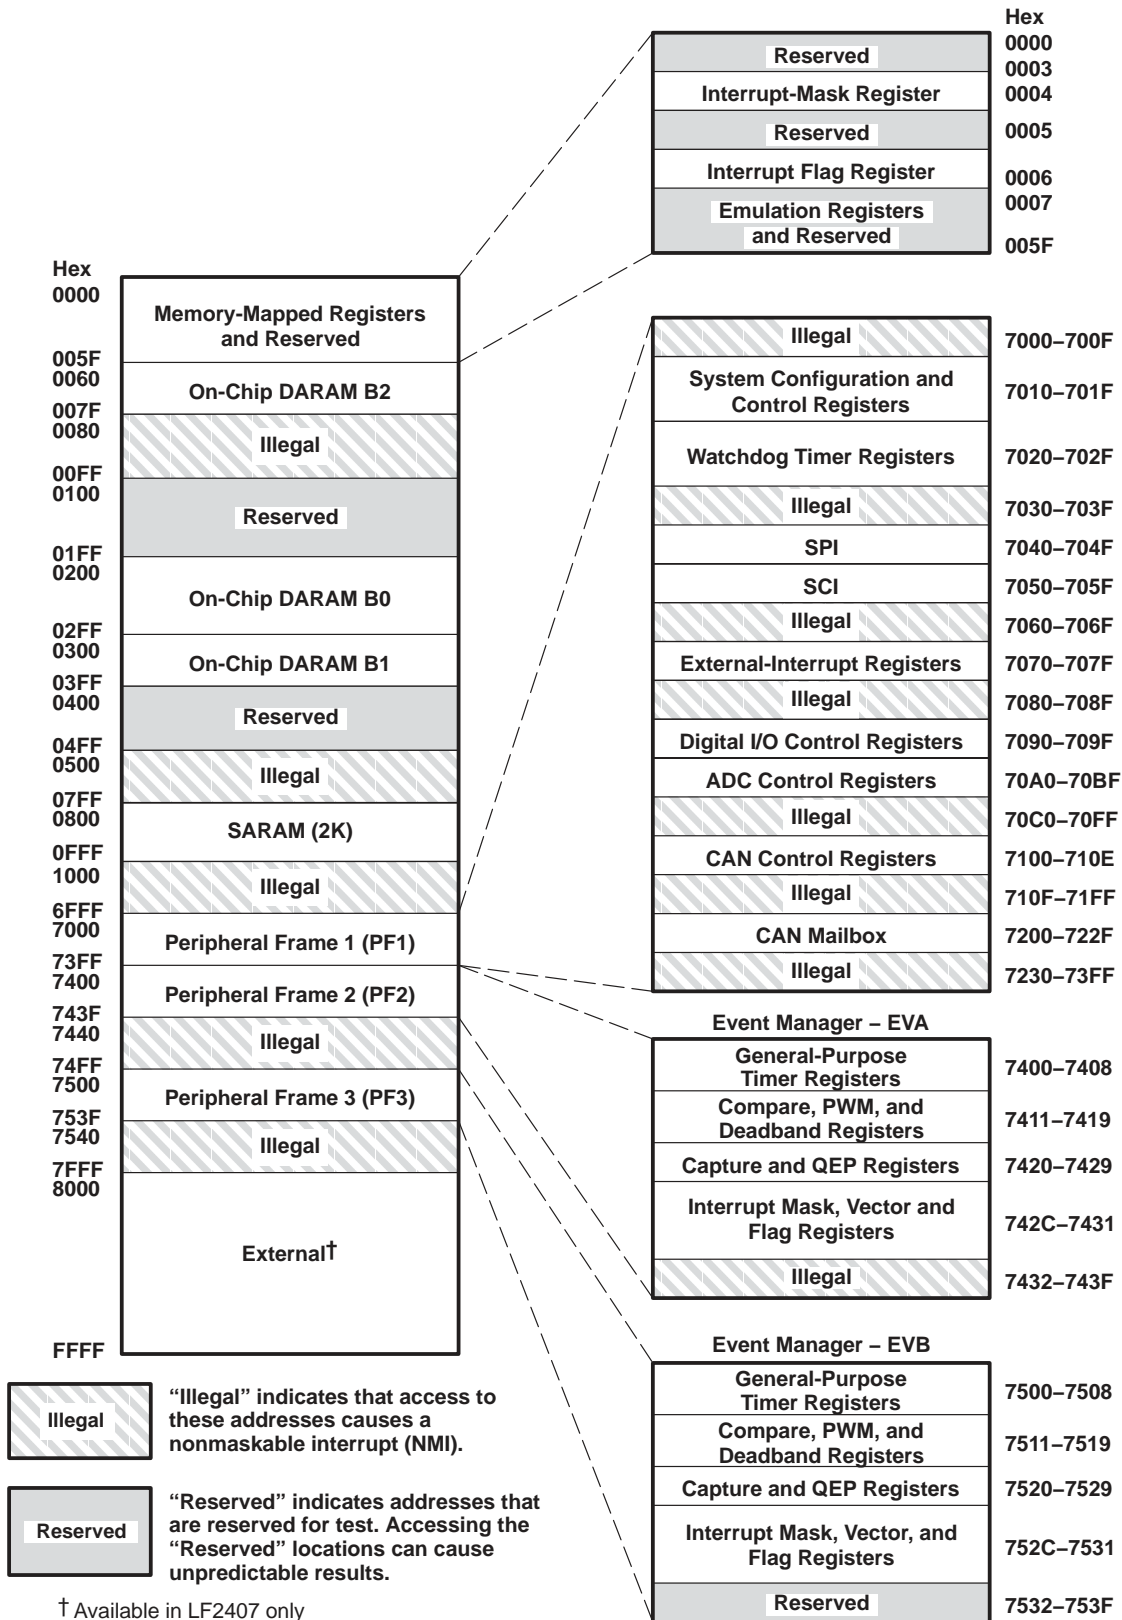 Hex
0000
Reserved
0003
Interrupt-Mask Register
0004
Reserved
0005
Interrupt Flag Register
0006
0007
Emulation Registers
and Reserved
005F
Hex
0000
Memory-Mapped Registers
and Reserved
005F
0060
On-Chip DARAM B2
007F
0080
Illegal
00FF
0100
Reserved
01FF
0200
On-Chip DARAM B0
02FF
0300
On-Chip DARAM B1
03FF
0400
Reserved
04FF
0500
Illegal
07FF
0800
SARAM (2K)
0FFF
1000
Illegal
6FFF
7000
Peripheral Frame 1 (PF1)
73FF
7400
Peripheral Frame 2 (PF2)
743F
7440
Illegal
74FF
7500
Peripheral Frame 3 (PF3)
753F
7540
Illegal
7FFF
8000
External†
FFFF
Illegal
7000–700F
System Configuration and
Control Registers
7010–701F
Watchdog Timer Registers
7020–702F
Illegal
7030–703F
SPI
7040–704F
SCI
7050–705F
Illegal
7060–706F
External-Interrupt Registers
7070–707F
Illegal
7080–708F
Digital I/O Control Registers
7090–709F
ADC Control Registers
70A0–70BF
Illegal
70C0–70FF
CAN Control Registers
7100–710E
Illegal
710F–71FF
CAN Mailbox
7200–722F
Illegal
7230–73FF
Event Manager – EVA
General-Purpose
Timer Registers
7400–7408
Compare, PWM, and
Deadband Registers
7411–7419
Capture and QEP Registers
7420–7429
Interrupt Mask, Vector and
Flag Registers
742C–7431
Illegal
7432–743F
Event Manager – EVB
General-Purpose
Timer Registers
7500–7508
Compare, PWM, and
Deadband Registers
7511–7519
Capture and QEP Registers
7520–7529
Interrupt Mask, Vector, and
Flag Registers
752C–7531
Reserved
7532–753F
Illegal
“Illegal” indicates that access to
these addresses causes a
nonmaskable interrupt (NMI).
Reserved
“Reserved” indicates addresses that
are reserved for test. Accessing the
“Reserved” locations can cause
unpredictable results.
† Available in LF2407 only